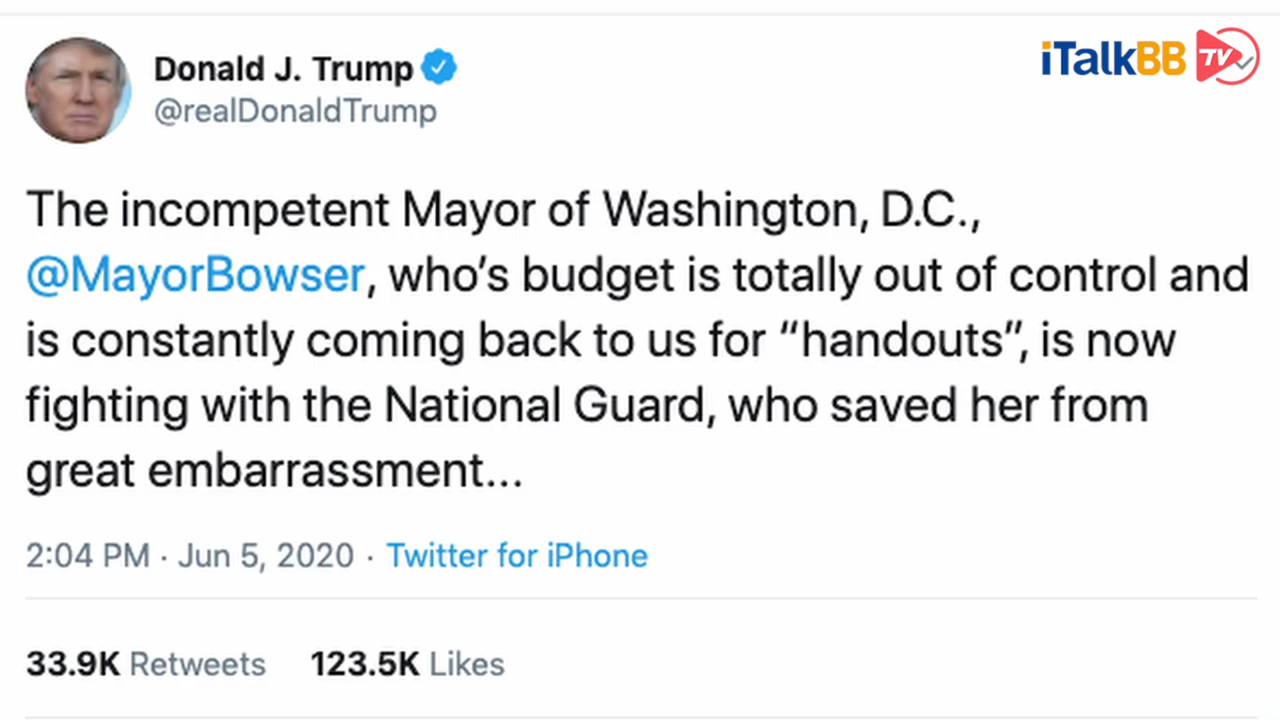 iTalkBB TV
Donald J. Trump
@realDonaldTrump
The incompetent Mayor of Washington, D.C.,
@MayorBowser, who’s budget is totally out of control and
is constantly coming back to us for “handouts”, is now
fighting with the National Guard, who saved her from
great embarrassment...
2:04 PM · Jun 5, 2020 · Twitter for iPhone
33.9K Retweets 123.5K Likes